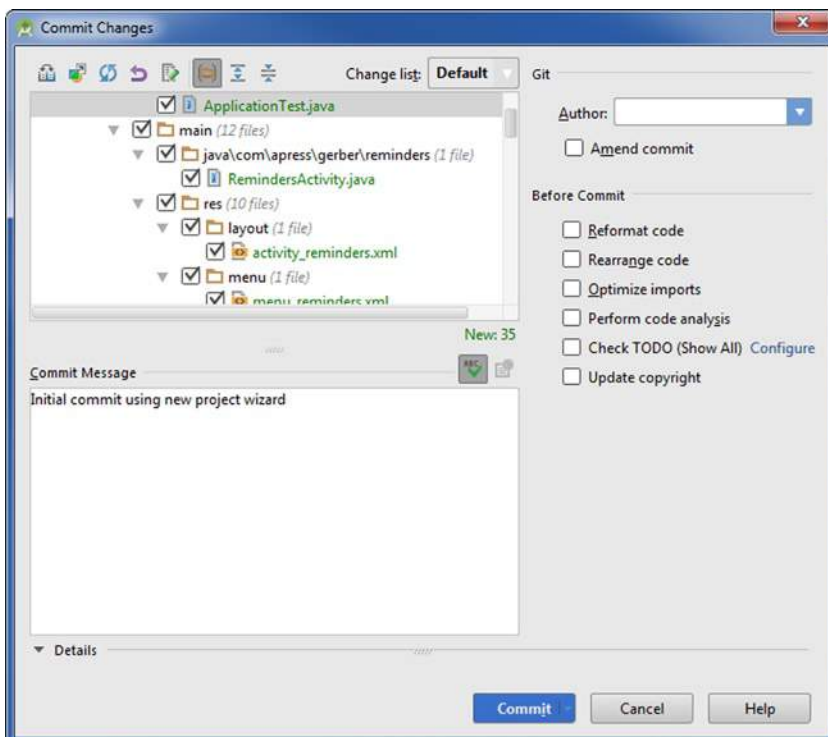 Commit Changes
Change list: Default
ApplicationTest.java
main (12 files)
java\com\apress\gerber\reminders (1 file)
RemindersActivity.java
res (10 files)
layout (1 file)
activity_reminders.xml
menu (1 file)
menu_reminders.xml
New: 35
Commit Message
ABC
Initial commit using new project wizard
Git
Author:
Amend commit
Before Commit
Reformat code
Rearrange code
Optimize imports
Perform code analysis
Check TODO (Show All) Configure
Update copyright
Details
Commit
Cancel
Help